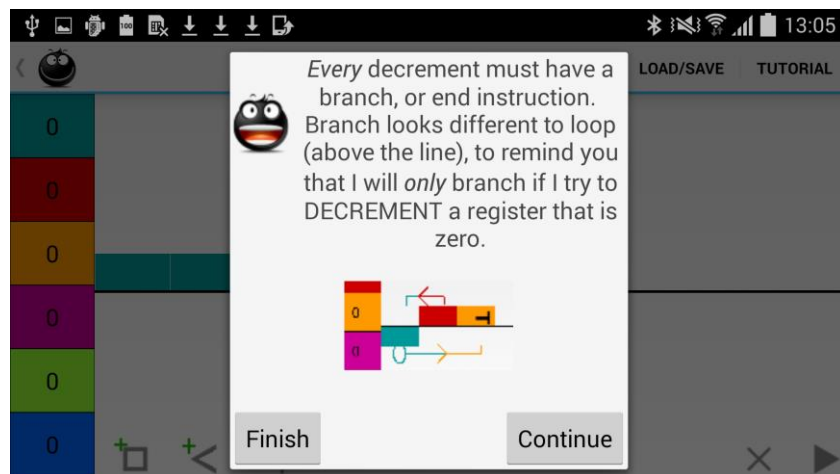 13:05
LOAD/SAVE TUTORIAL
Every decrement must have a
branch, or end instruction.
Branch looks different to loop
(above the line), to remind you
that I will only branch if I try to
DECREMENT a register that is
zero.
0
0
0
0
0
0
0
0
Finish
Continue